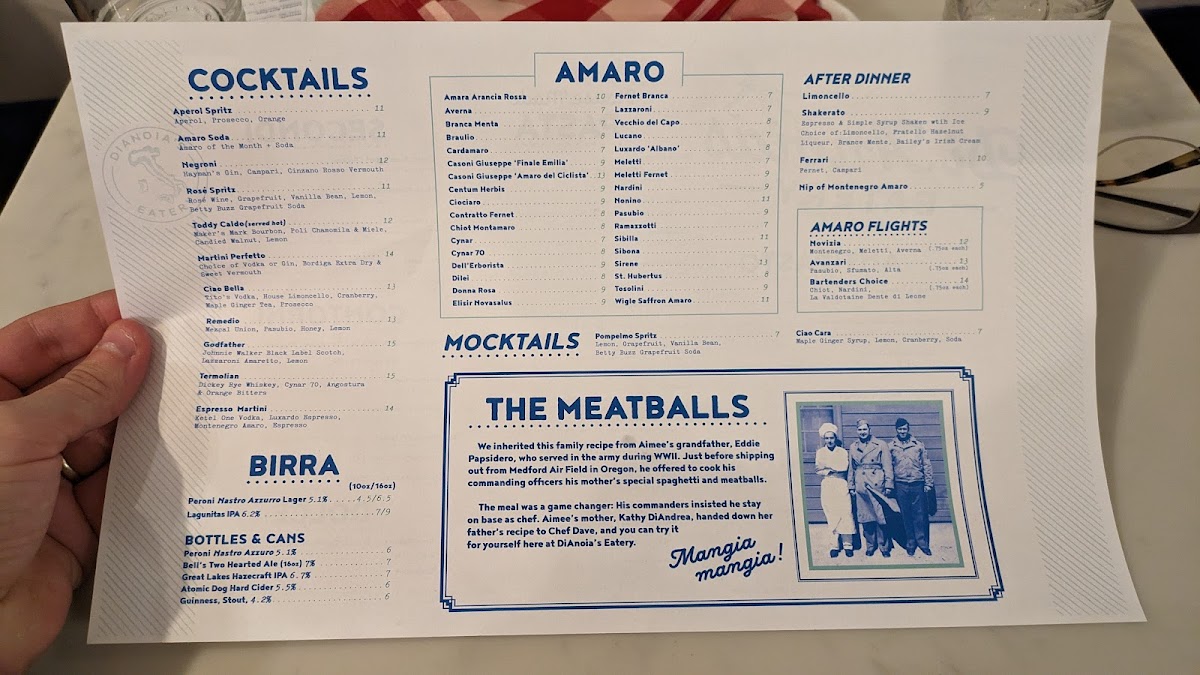 DIANOIA'S
EATERY
COCKTAILS
Aperol Spritz 11
Aperol, Prosecco, Orange
Amaro Soda 11
Amaro of the Month + Soda
Negroni 12
Hayman's Gin, Campari, Cinzano Rosso Vermouth
Rosé Spritz 11
Rosé Wine, Grapefruit, Vanilla Bean, Lemon,
Betty Buzz Grapefruit Soda
Toddy Caldo (served hot) 12
Maker's Mark Bourbon, Poli Chamomila & Miele,
Candied Walnut, Lemon
Martini Perfetto 14
Choice of Vodka or Gin, Bordiga Extra Dry &
Sweet Vermouth
Ciao Bella 13
Tito's Vodka, House Limoncello, Cranberry,
Maple Ginger Tea, Prosecco
Remedio 13
Mezcal Union, Pasubio, Honey, Lemon
Godfather 15
Johnnie Walker Black Label Scotch,
Lazzaroni Amaretto, Lemon
Termolian 15
Dickey Rye Whiskey, Cynar 70, Angostura
& Orange Bitters
Espresso Martini 14
Ketel One Vodka, Luxardo Espresso,
Montenegro Amaro, Espresso
BIRRA
(10oz/16oz)
Peroni Nastro Azzurro Lager 5.1% 4.5/6.5
Lagunitas IPA 6.2% 7/9
BOTTLES & CANS
Peroni Nastro Azzuro 5.1% 6
Bell's Two Hearted Ale (16oz) 7% 7
Great Lakes Hazecraft IPA 6.7% 7
Atomic Dog Hard Cider 5.5% 6
Guinness, Stout, 4.2% 6
AMARO
Amara Arancia Rossa 10
Averna 7
Branca Menta 7
Braulio 8
Cardamaro 7
Casoni Giuseppe 'Finale Emilia' 9
Casoni Giuseppe 'Amaro del Ciclista' 13
Centum Herbis 9
Ciociaro 9
Contratto Fernet 8
Chiot Montamaro 8
Cynar 7
Cynar 70 8
Dell'Erborista 9
Dilei 8
Donna Rosa 9
Elisir Novasalus 9
Fernet Branca 7
Lazzaroni 7
Vecchio del Capo 8
Lucano 7
Luxardo 'Albano' 8
Meletti 7
Meletti Fernet 9
Nardini 9
Nonino 11
Pasubio 9
Ramazzotti 7
Sibilla 11
Sibona 7
Sirene 13
St. Hubertus 8
Tosolini 9
Wigle Saffron Amaro 11
MOCKTAILS
Pompelmo Spritz 7
Lemon, Grapefruit, Vanilla Bean,
Betty Buzz Grapefruit Soda
Ciao Cara 7
Maple Ginger Syrup, Lemon, Cranberry, Soda
AFTER DINNER
Limoncello 7
Shakerato 9
Espresso & Simple Syrup Shaken wtih Ice
Choice of:Limoncello, Fratello Hazelnut
Liqueur, Brance Menta, Bailey's Irish Cream
Ferrari 10
Fernet, Campari
Nip of Montenegro Amaro 5
AMARO FLIGHTS
Novizia 12
Montenegro, Meletti, Averna (.75oz each)
Avanzari 13
Pasubio, Sfumato, Alta (.75oz each)
Bartenders Choice 14
Chiot, Nardini, (.75oz each)
La Valdotaine Dente di Leone
THE MEATBALLS
We inherited this family recipe from Aimee's grandfather, Eddie
Papsidero, who served in the army during WWII. Just before shipping
out from Medford Air Field in Oregon, he offered to cook his
commanding officers his mother's special spaghetti and meatballs.
The meal was a game changer: His commanders insisted he stay
on base as chef. Aimee's mother, Kathy DiAndrea, handed down her
father's recipe to Chef Dave, and you can try it
for yourself here at DiAnoia's Eatery.
Mangia
mangia!